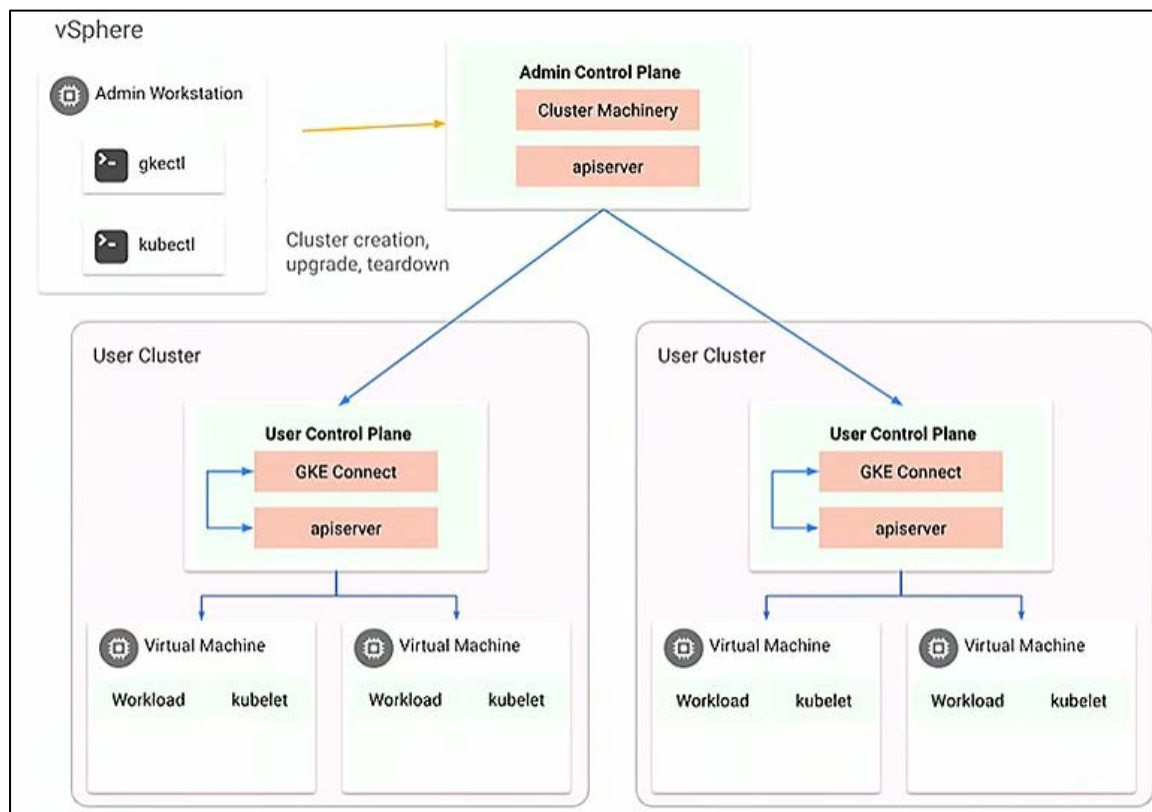 vSphere
Admin Workstation
gkectl
kubectl
Admin Control Plane
Cluster Machinery
apiserver
Cluster creation,
upgrade, teardown
User Cluster
User Control Plane
GKE Connect
apiserver
Virtual Machine
Workload kubelet
Virtual Machine
Workload kubelet
User Cluster
User Control Plane
GKE Connect
apiserver
Virtual Machine
Workload kubelet
Virtual Machine
Workload kubelet